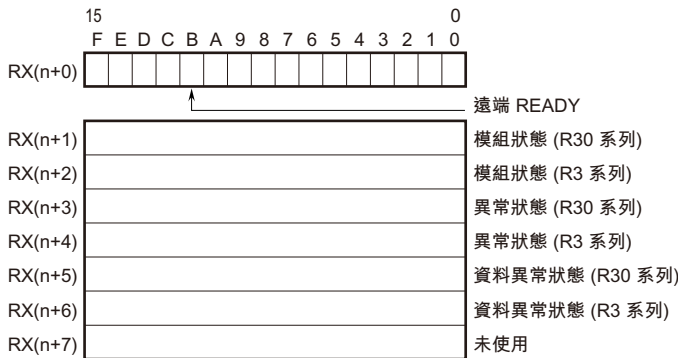 15 0
F E D C B A 9 8 7 6 5 4 3 2 1 0
RX(n+0)
遠端 READY
RX(n+1) 模組狀態 (R30 系列)
RX(n+2) 模組狀態 (R3 系列)
RX(n+3) 異常狀態 (R30 系列)
RX(n+4) 異常狀態 (R3 系列)
RX(n+5) 資料異常狀態 (R30 系列)
RX(n+6) 資料異常狀態 (R3 系列)
RX(n+7) 未使用